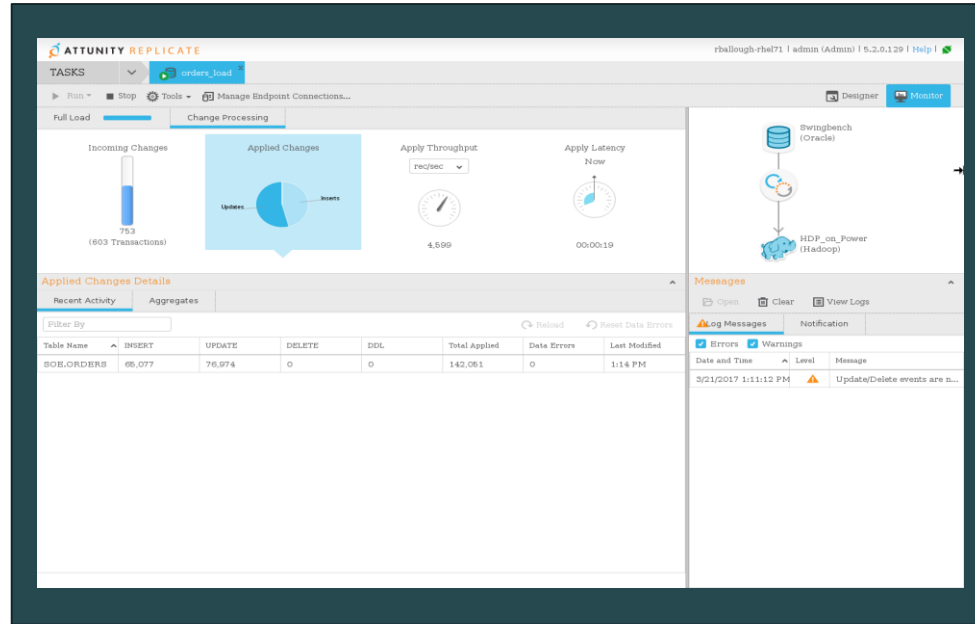 ATTUNITY REPLICATE
rballough-rhel71 | admin (Admin) | 5.2.0.129 | Help |
TASKS
orders_load
Run
Stop
Tools
Manage Endpoint Connections...
Designer
Monitor
Full Load
Change Processing
Incoming Changes
753
(603 Transactions)
Applied Changes
Updates
Inserts
Apply Throughput
rec/sec
4,599
Apply Latency
Now
00:00:19
Swingbench
(Oracle)
HDP_on_Power
(Hadoop)
Applied Changes Details
Recent Activity
Aggregates
Filter By
Reload
Reset Data Errors
Table Name INSERT UPDATE DELETE DDL Total Applied Data Errors Last Modified
SOE.ORDERS 65,077 76,974 0 0 142,051 0 1:14 PM
Messages
Open
Clear
View Logs
Log Messages
Notification
Errors
Warnings
Date and Time Level Message
3/21/2017 1:11:12 PM Update/Delete events are n...